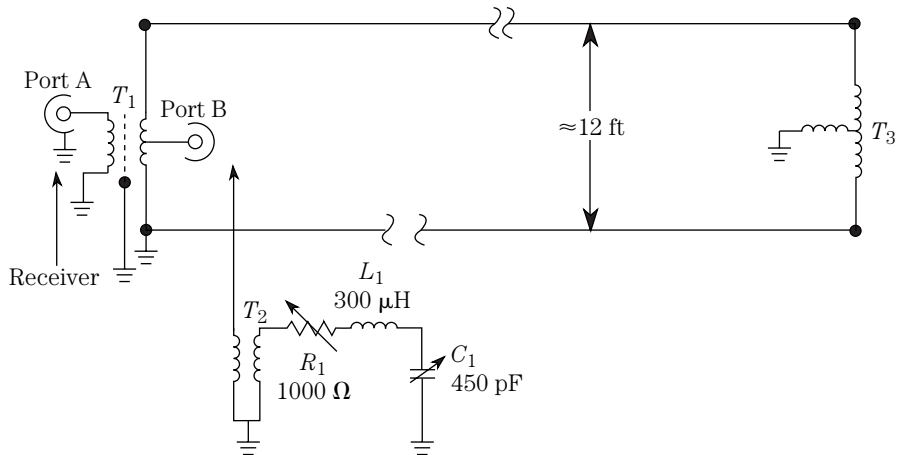 Port A
T1
Port B
≈12 ft
T3
Receiver
L1
300 μH
T2
R1
1000 Ω
C1
450 pF